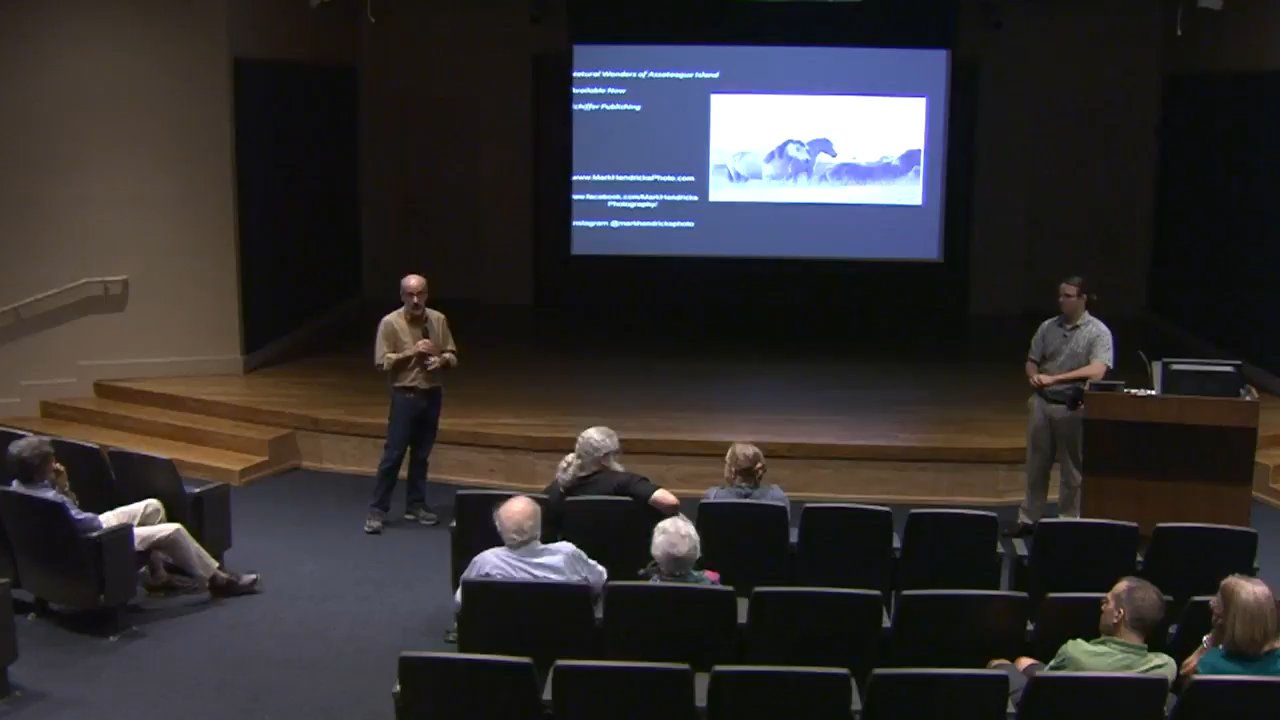 Natural Wonders of Assateague Island
Available Now
Schiffer Publishing
www.MarkHendricksPhoto.com
www.facebook.com/MarkHendricks
Photography/
Instagram @markhendricksphoto